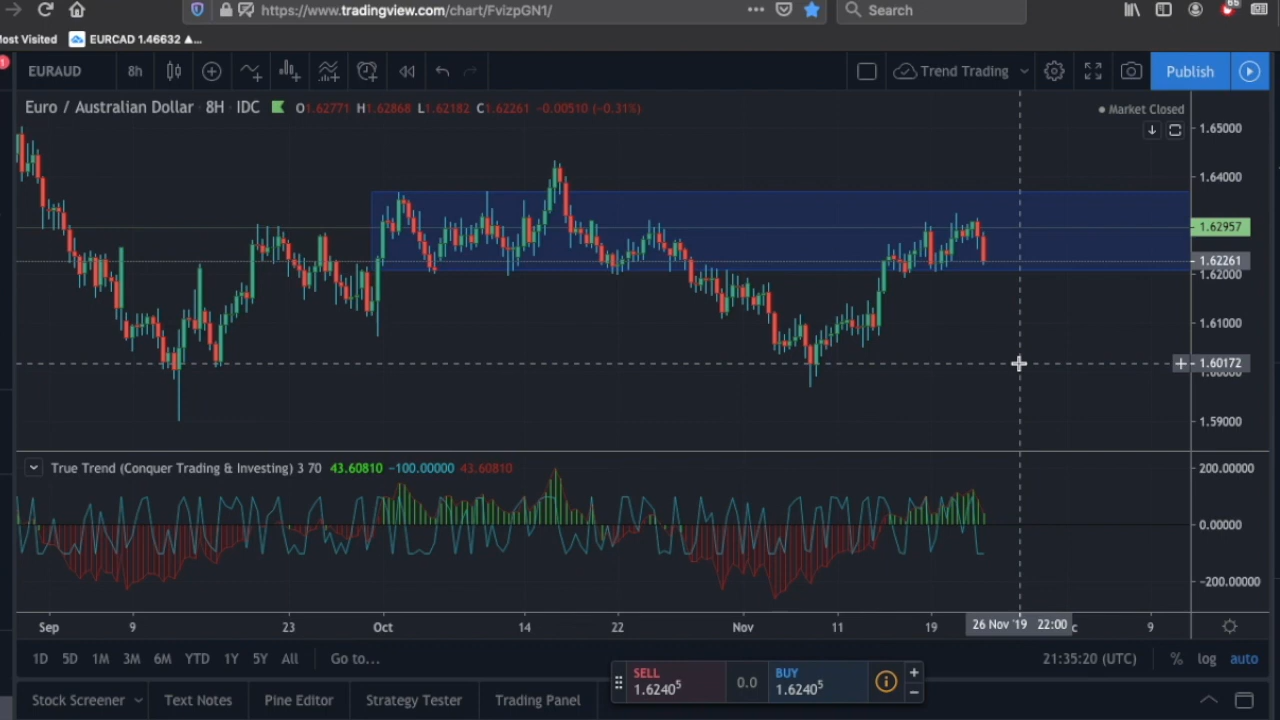 https://www.tradingview.com/chart/FvizpGN1/
Search
65
ost Visited EURCAD 1.46632 ▲...
1
EURAUD 8h
Trend Trading
Publish
Euro / Australian Dollar 8H IDC O1.62771 H1.62868 L1.62182 C1.62261 -0.00510 (-0.31%)
Market Closed
1.65000
1.64000
1.62957
1.62261
1.62000
1.61000
1.60172
1.59000
True Trend (Conquer Trading & Investing) 3 70 43.60810 -100.00000 43.60810
200.00000
0.00000
-200.00000
Sep 9 23 Oct 14 22 Nov 11 19 26 Nov '19 22:00 c 9
1D 5D 1M 3M 6M YTD 1Y 5Y All Go to...
21:35:20 (UTC) % log auto
SELL
1.6240⁵
0.0
BUY
1.6240⁵
Stock Screener Text Notes Pine Editor Strategy Tester Trading Panel